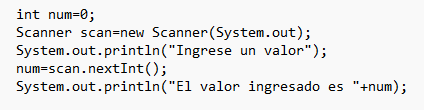 int num=0;
Scanner scan=new Scanner(System.out);
System.out.println("Ingrese un valor");
num=scan.nextInt();
System.out.println("El valor ingresado es "+num);